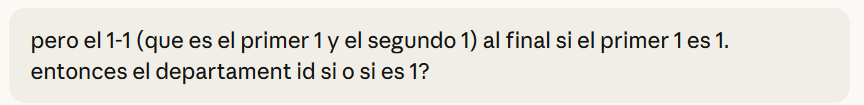 pero el 1-1 (que es el primer 1 y el segundo 1) al final si el primer 1 es 1.
entonces el departament id si o si es 1?